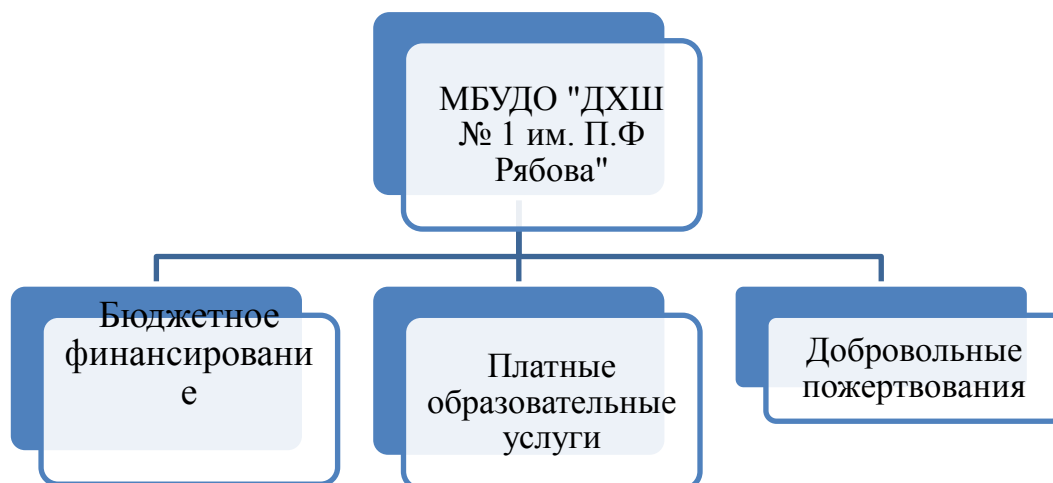 МБУДО "ДХШ
№ 1 им. П.Ф
Рябова"
Бюджетное
финансировани
е
Платные
образовательные
услуги
Добровольные
пожертвования